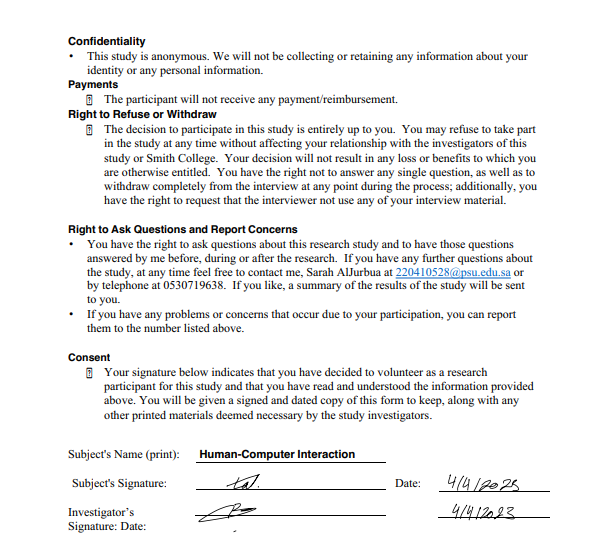 Confidentiality
• This study is anonymous. We will not be collecting or retaining any information about your
identity or any personal information.
Payments
The participant will not receive any payment/reimbursement.
Right to Refuse or Withdraw
The decision to participate in this study is entirely up to you. You may refuse to take part
in the study at any time without affecting your relationship with the investigators of this
study or Smith College. Your decision will not result in any loss or benefits to which you
are otherwise entitled. You have the right not to answer any single question, as well as to
withdraw completely from the interview at any point during the process; additionally, you
have the right to request that the interviewer not use any of your interview material.
Right to Ask Questions and Report Concerns
• You have the right to ask questions about this research study and to have those questions
answered by me before, during or after the research. If you have any further questions about
the study, at any time feel free to contact me, Sarah AlJurbua at 220410528@psu.edu.sa or
by telephone at 0530719638. If you like, a summary of the results of the study will be sent
to you.
• If you have any problems or concerns that occur due to your participation, you can report
them to the number listed above.
Consent
Your signature below indicates that you have decided to volunteer as a research
participant for this study and that you have read and understood the information provided
above. You will be given a signed and dated copy of this form to keep, along with any
other printed materials deemed necessary by the study investigators.
Subject's Name (print): Human-Computer Interaction
Subject's Signature: Date:
Investigator's 4/4/2023
Signature: Date: